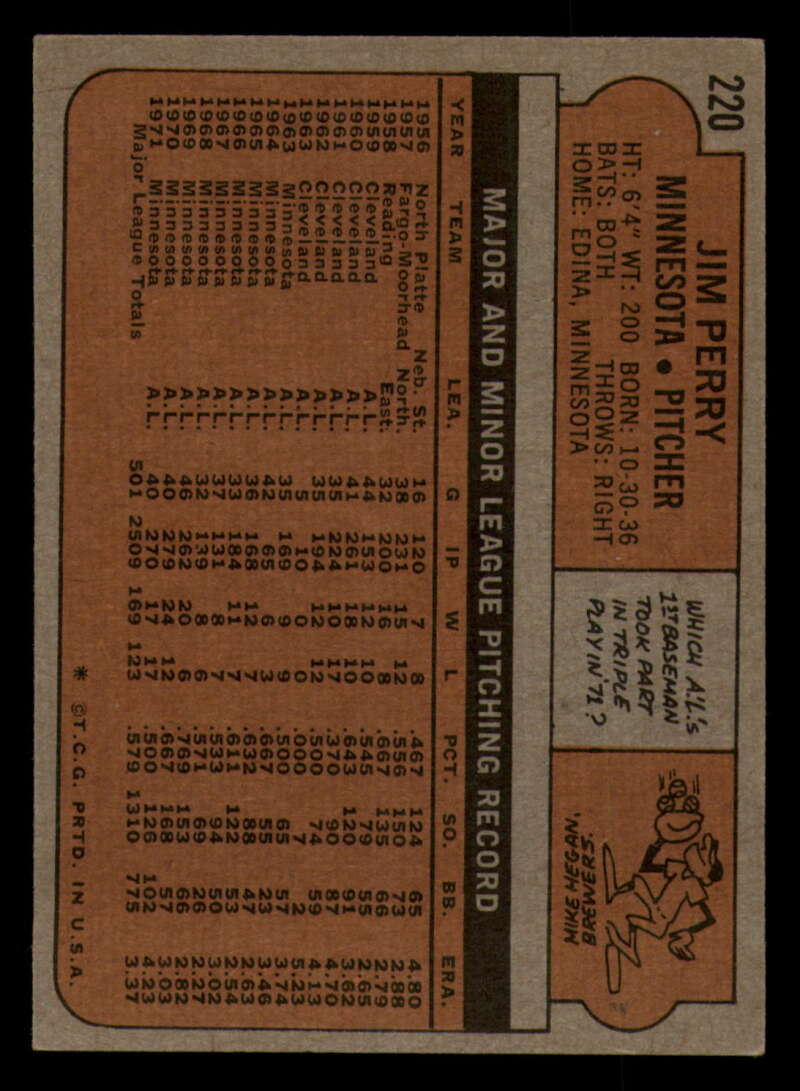 220
JIM PERRY
MINNESOTA • PITCHER
HT: 6'4" WT: 200 BORN: 10-30-36
BATS: BOTH THROWS: RIGHT
HOME: EDINA, MINNESOTA
WHICH A.L.'s
1ST BASEMAN
TOOK PART
IN TRIPLE
PLAY IN '71?
MIKE HEGAN,
BREWERS.
MAJOR AND MINOR LEAGUE PITCHING RECORD
YEAR TEAM LEA. G IP W L PCT. SO. BB. ERA.
1956 North Platte Neb. St. 16 120 7 8 .467 124 65 4.80
1957 Fargo-Moorhead North. 38 231 15 12 .556 150 73 2.88
1958 Reading East. 32 200 16 8 .667 135 76 2.79
1959 Cleveland A.L. 44 153 12 10 .545 79 55 2.65
1960 Cleveland A.L. 41 261 18 10 .643 120 91 3.62
1961 Cleveland A.L. 35 224 10 17 .370 90 87 4.70
1962 Cleveland A.L. 35 194 12 12 .500 74 59 4.13
1963 Cleveland A.L. 5 10 0 0 .000 7 2 5.40
1963 Minnesota A.L. 35 169 9 9 .500 65 57 3.72
1964 Minnesota A.L. 42 65 6 3 .667 55 23 3.46
1965 Minnesota A.L. 36 168 12 7 .632 88 47 2.64
1966 Minnesota A.L. 33 184 11 7 .611 122 53 2.54
1967 Minnesota A.L. 37 131 8 7 .533 94 50 3.02
1968 Minnesota A.L. 32 139 8 6 .571 69 26 2.27
1969 Minnesota A.L. 46 262 20 6 .769 153 66 2.82
1970 Minnesota A.L. 40 279 24 12 .667 168 57 3.03
1971 Minnesota A.L. 40 270 17 17 .500 126 102 4.23
Major League Totals 501 2509 169 123 .579 1310 775 3.37
* © T.C.G. PRTD. IN U.S.A.